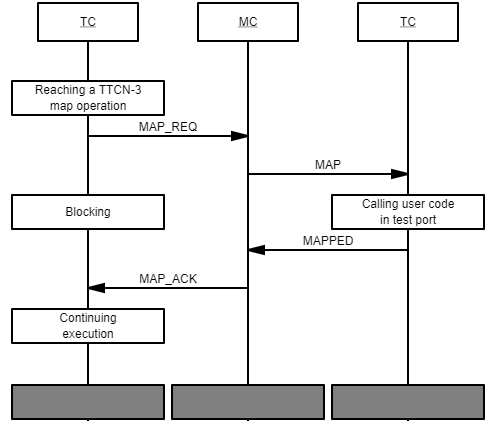 TC
MC
TC
Reaching a TTCN-3
map operation
MAP_REQ
MAP
Blocking
Calling user code
in test port
MAPPED
MAP_ACK
Continuing
execution